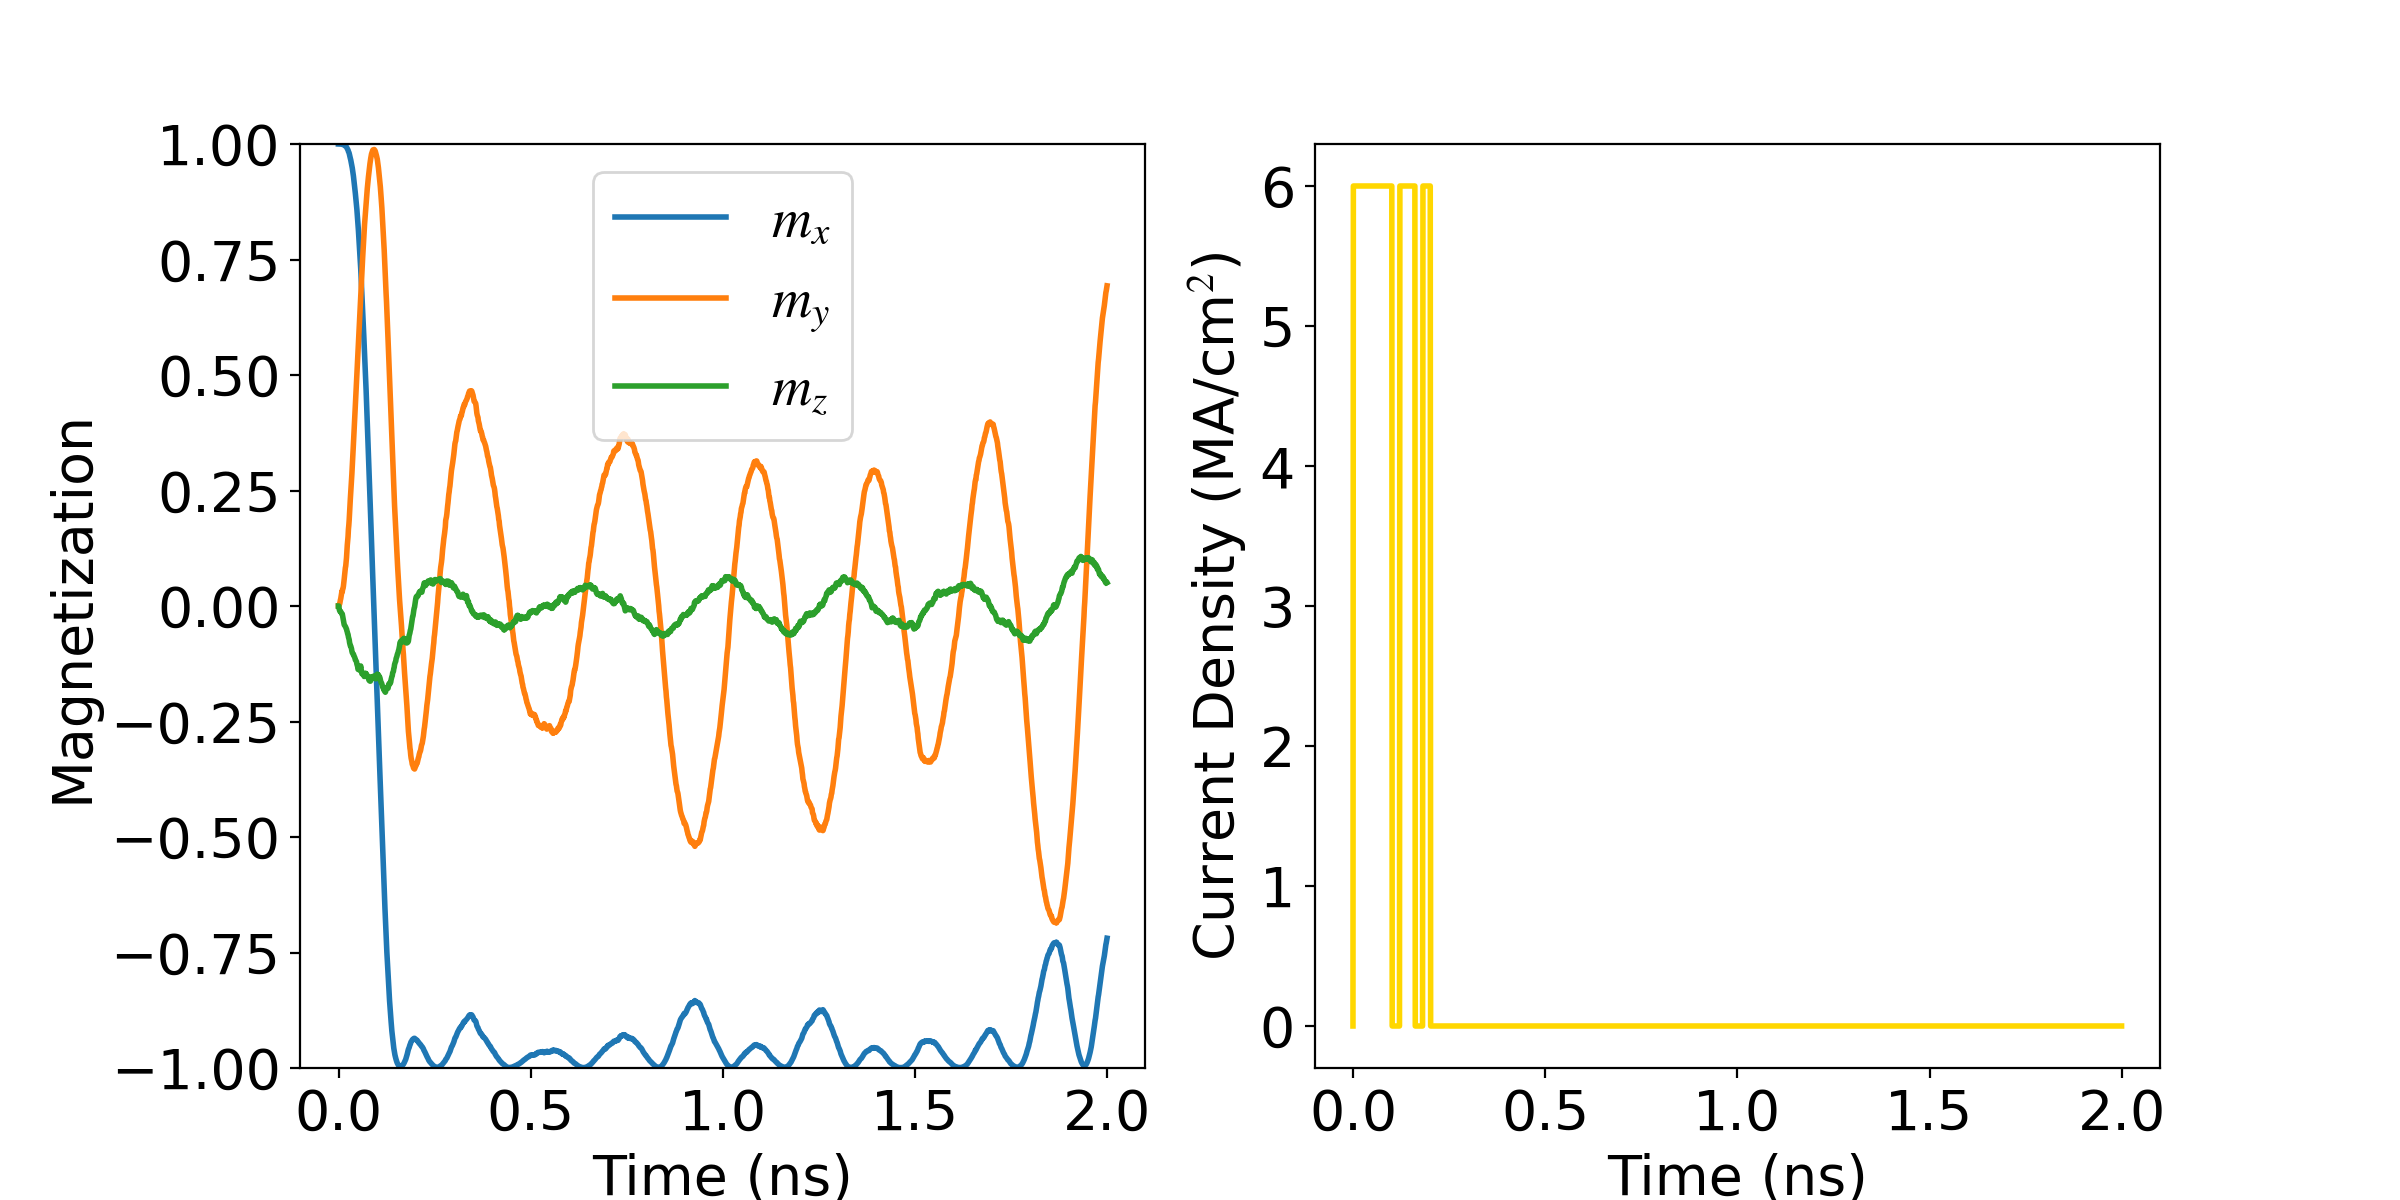 1.00
0.75
0.50
0.25
0.00
−0.25
−0.50
−0.75
−1.00
Magnetization
0.0 0.5 1.0 1.5 2.0
Time (ns)
m_x
m_y
m_z
6
5
4
3
2
1
0
Current Density (MA/cm²)
0.0 0.5 1.0 1.5 2.0
Time (ns)